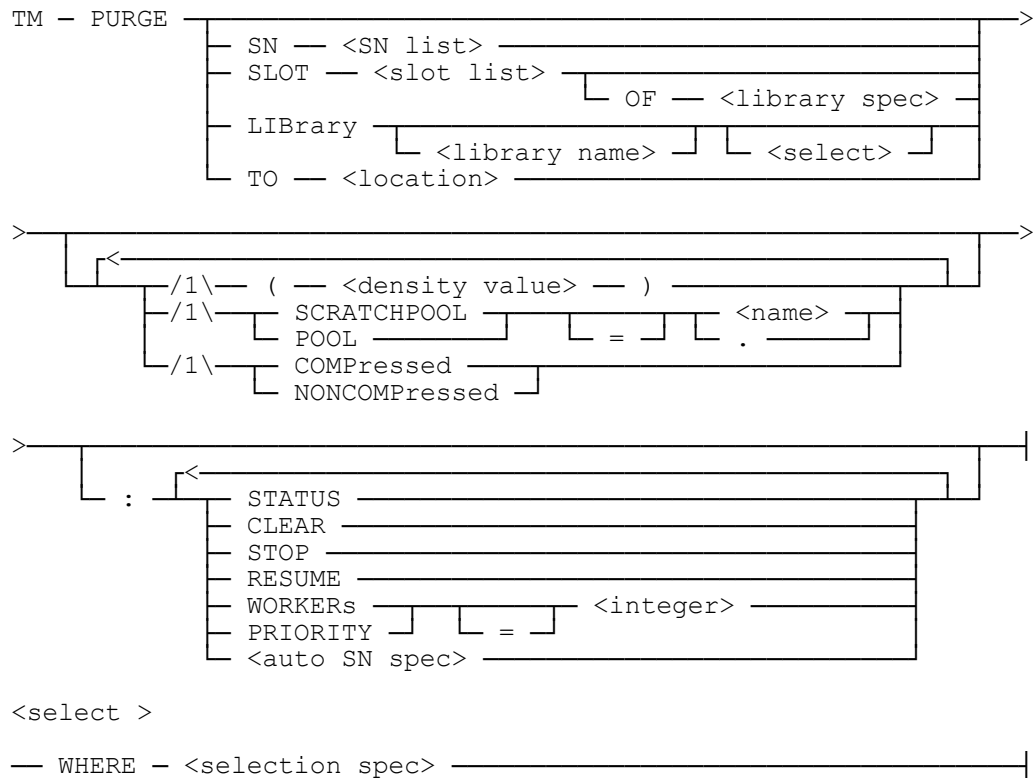 TM — PURGE >
SN — <SN list>
SLOT — <slot list>
OF — <library spec>
LIBrary
<library name> <select>
TO — <location>
> >
<
/1\ ( — <density value> — )
/1\ SCRATCHPOOL <name>
POOL = .
/1\ COMPressed
NONCOMPressed
>
<
: STATUS
CLEAR
STOP
RESUME
WORKERs <integer>
PRIORITY =
<auto SN spec>
<select >
— WHERE — <selection spec>